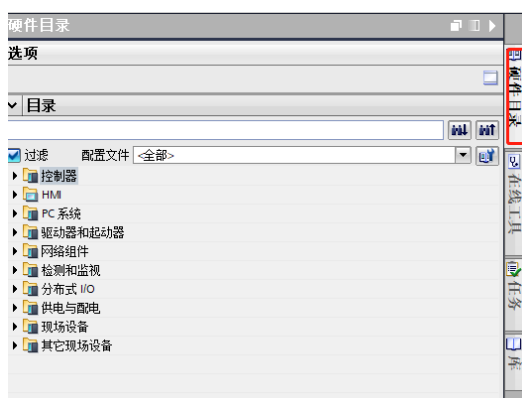 硬件目录
选项
目录
过滤 配置文件 <全部>
控制器
HMI
PC 系统
驱动器和起动器
网络组件
检测和监视
分布式 I/O
供电与配电
现场设备
其它现场设备
硬件目录
在线工具
任务
库